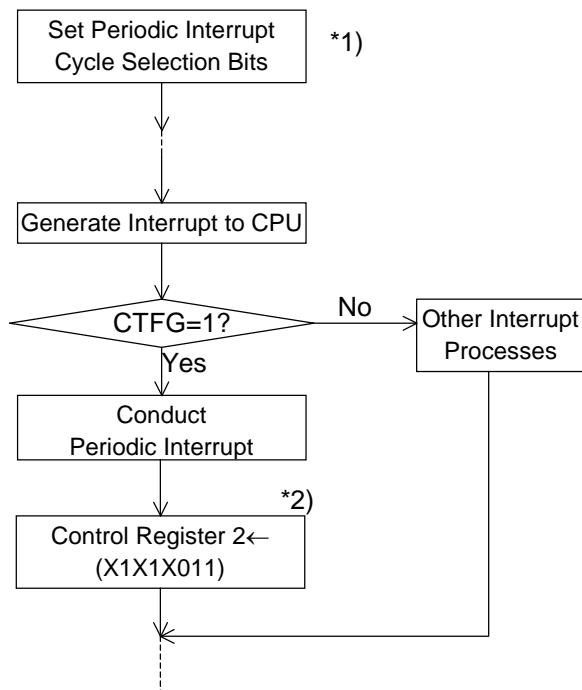 Set Periodic Interrupt
Cycle Selection Bits
*1)
Generate Interrupt to CPU
CTFG=1?
No
Other Interrupt
Processes
Yes
Conduct
Periodic Interrupt
*2)
Control Register 2←
(X1X1X011)